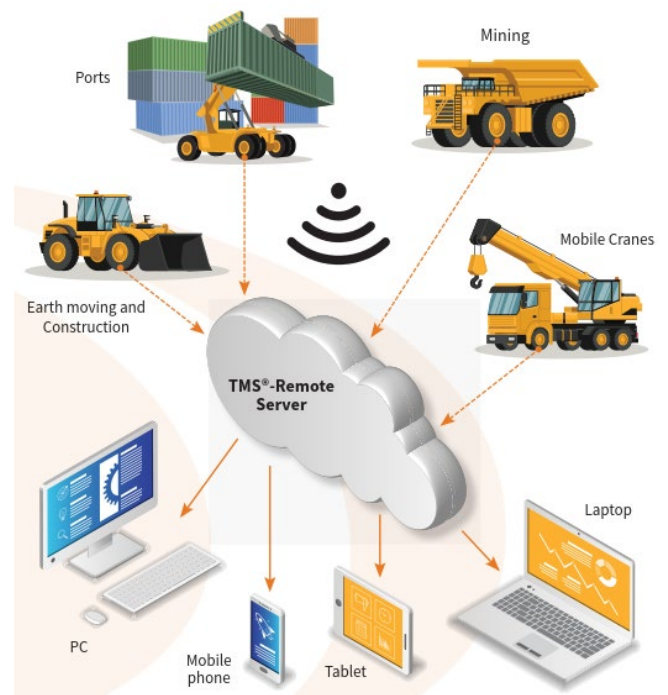 Mining
Ports
Mobile Cranes
Earth moving and
Construction
TMS®-Remote
Server
Laptop
PC
Mobile
phone
Tablet